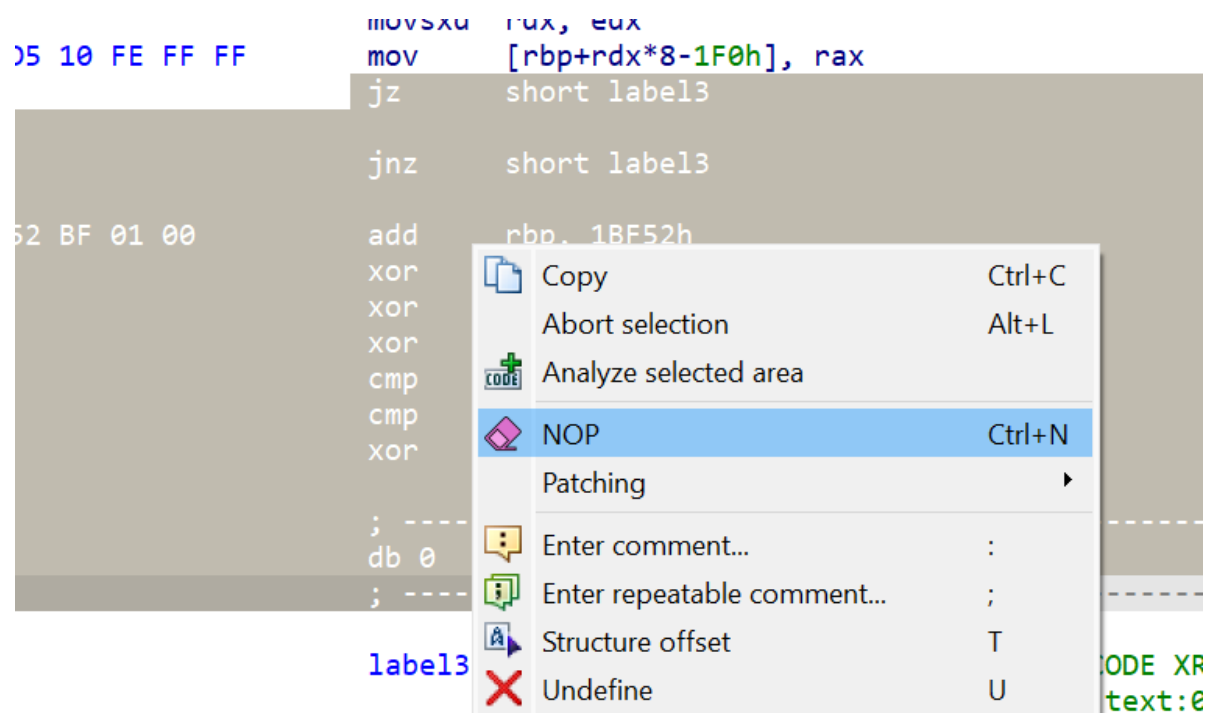 movsxd rdx, edx
D5 10 FE FF FF mov [rbp+rdx*8-1F0h], rax
jz short label3
jnz short label3
52 BF 01 00 add rbp, 1BF52h
xor
xor
xor
cmp
cmp
xor
Copy Ctrl+C
Abort selection Alt+L
CODE Analyze selected area
NOP Ctrl+N
Patching
; ----
db 0
; ----
Enter comment... :
Enter repeatable comment... ;
Structure offset T
Undefine U
label3
CODE XR
text:0